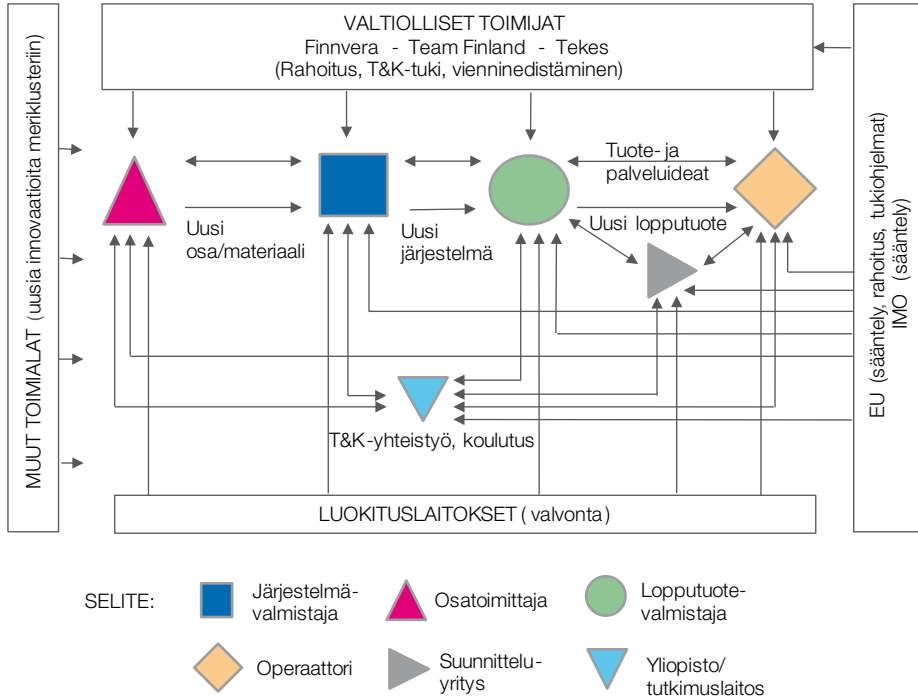 VALTIOLLISET TOIMIJAT
Finnvera - Team Finland - Tekes
(Rahoitus, T&K-tuki, vienninedistäminen)
MUUT TOIMIALAT (uusia innovaatioita meriklusteriin)
EU (sääntely, rahoitus, tukiohjelmat)
IMO (sääntely)
Tuote- ja
palveluideat
Uusi
osa/materiaali
Uusi
järjestelmä
Uusi lopputuote
T&K-yhteistyö, koulutus
LUOKITUSLAITOKSET ( valvonta)
SELITE:
Järjestelmä-
valmistaja
Osatoimittaja
Lopputuote-
valmistaja
Operaattori
Suunnittelu-
yritys
Yliopisto/
tutkimuslaitos